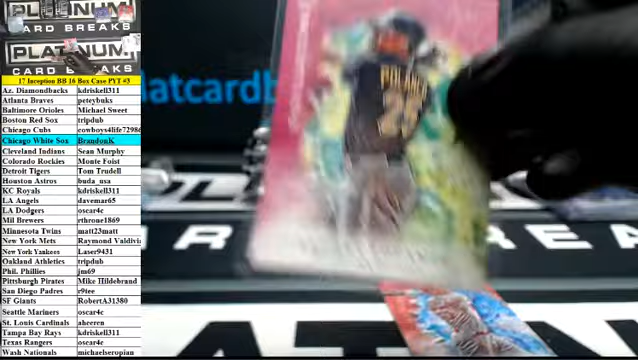 PLATINUM
CARD BREAKS
PLATINUM
CARD BREAKS
17 Inception BB 16 Box Case PYT #3
Az. Diamondbacks kdriskell311
Atlanta Braves peteybuks
Baltimore Orioles Michael Sweet
Boston Red Sox tripdub
Chicago Cubs cowboys4life72986
Chicago White Sox BrandonK
Cleveland Indians Sean Murphy
Colorado Rockies Monte Foist
Detroit Tigers Tom Trudell
Houston Astros buda_usa
KC Royals kdriskell311
LA Angels davemar65
LA Dodgers oscar4c
Mil Brewers rthrone1869
Minnesota Twins matt23matt
New York Mets Raymond Valdivi
New York Yankees Laser9431
Oakland Athletics tripdub
Phil. Phillies jm69
Pittsburgh Pirates Mike Hildebrand
San Diego Padres r9tee
SF Giants RobertA31380
Seattle Mariners oscar4c
St. Louis Cardinals aheeren
Tampa Bay Rays kdriskell311
Texas Rangers oscar4c
Wash Nationals michaelseropian
latcardb
POLANCO
25